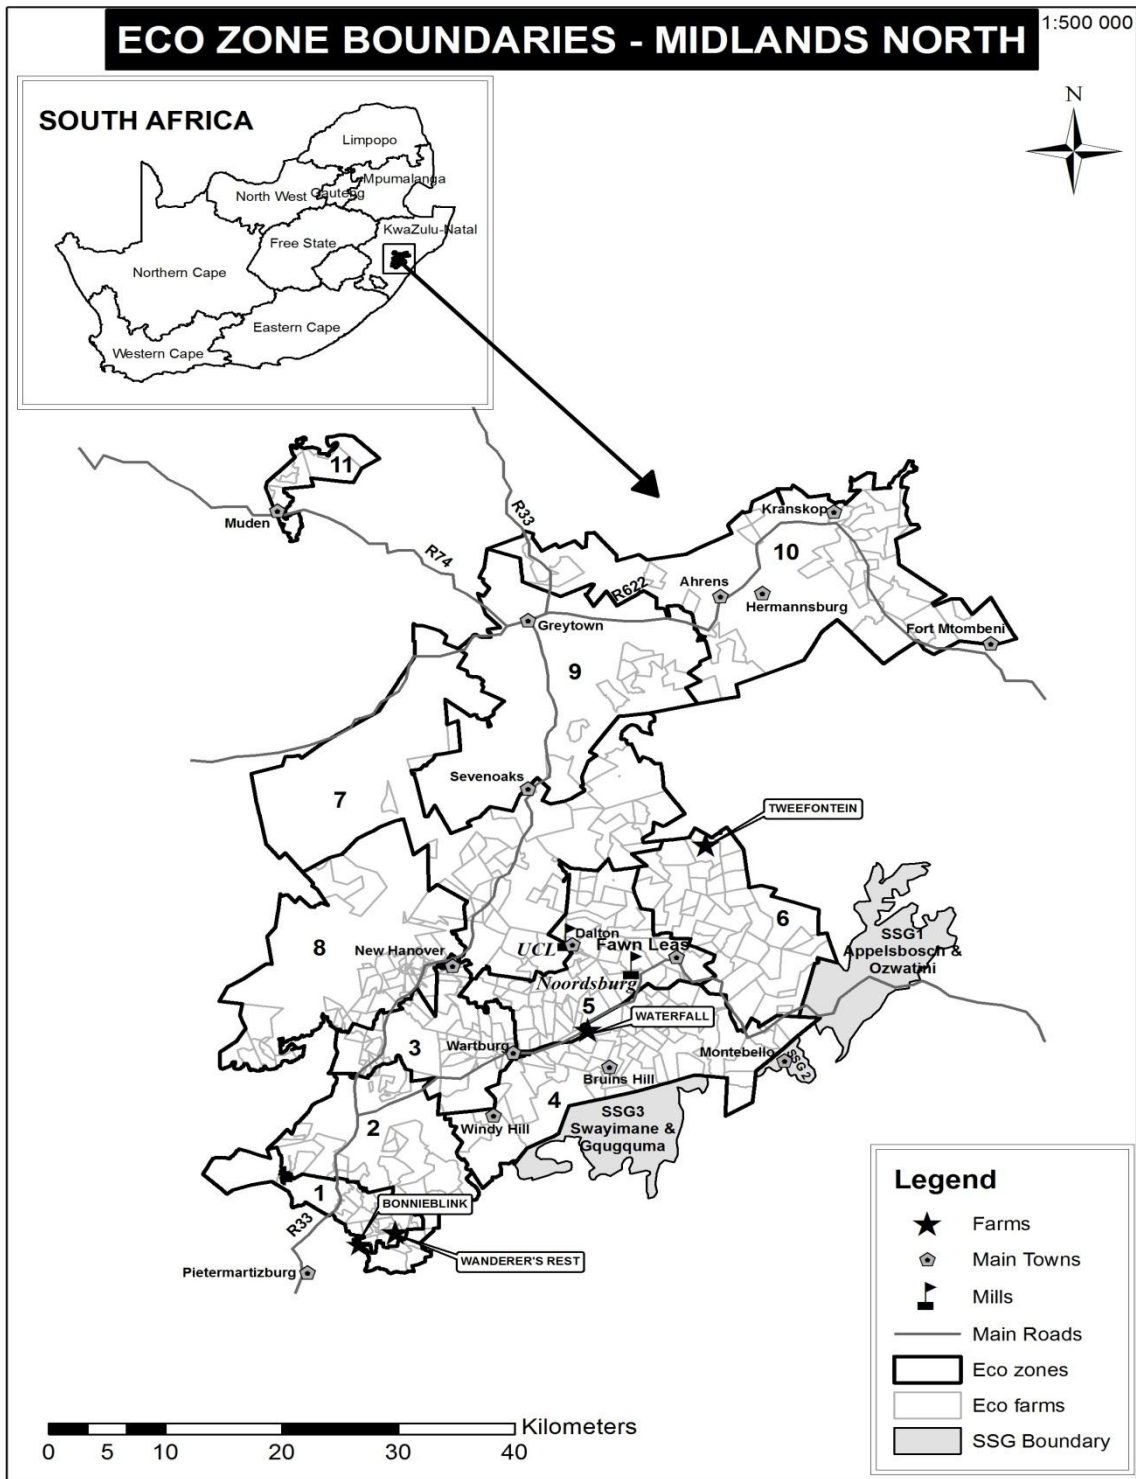 1:500 000
ECO ZONE BOUNDARIES - MIDLANDS NORTH
N
SOUTH AFRICA
Limpopo
Mpumalanga
North West
Gauteng
KwaZulu-Natal
Free State
Northern Cape
Eastern Cape
Western Cape
11
Muden
R33
R74
Kranskop
10
Ahrens
R622
Hermannsburg
Greytown
Fort Mtombeni
9
Sevenoaks
7
TWEEFONTEIN
6
8
New Hanover
UCL
Dalton
Fawn Leas
SSG1
Appelsbosch &
Ozwatini
Noordsburg
5
WATERFALL
3
Wartburg
Montebello
SSG2
Bruins Hill
4
2
Windy Hill
SSG3
Swayimane &
Gqugquma
1
BONNIEBLINK
R33
WANDERER'S REST
Pietermartizburg
Legend
Farms
Main Towns
Mills
Main Roads
Eco zones
Eco farms
SSG Boundary
Kilometers
0 5 10 20 30 40